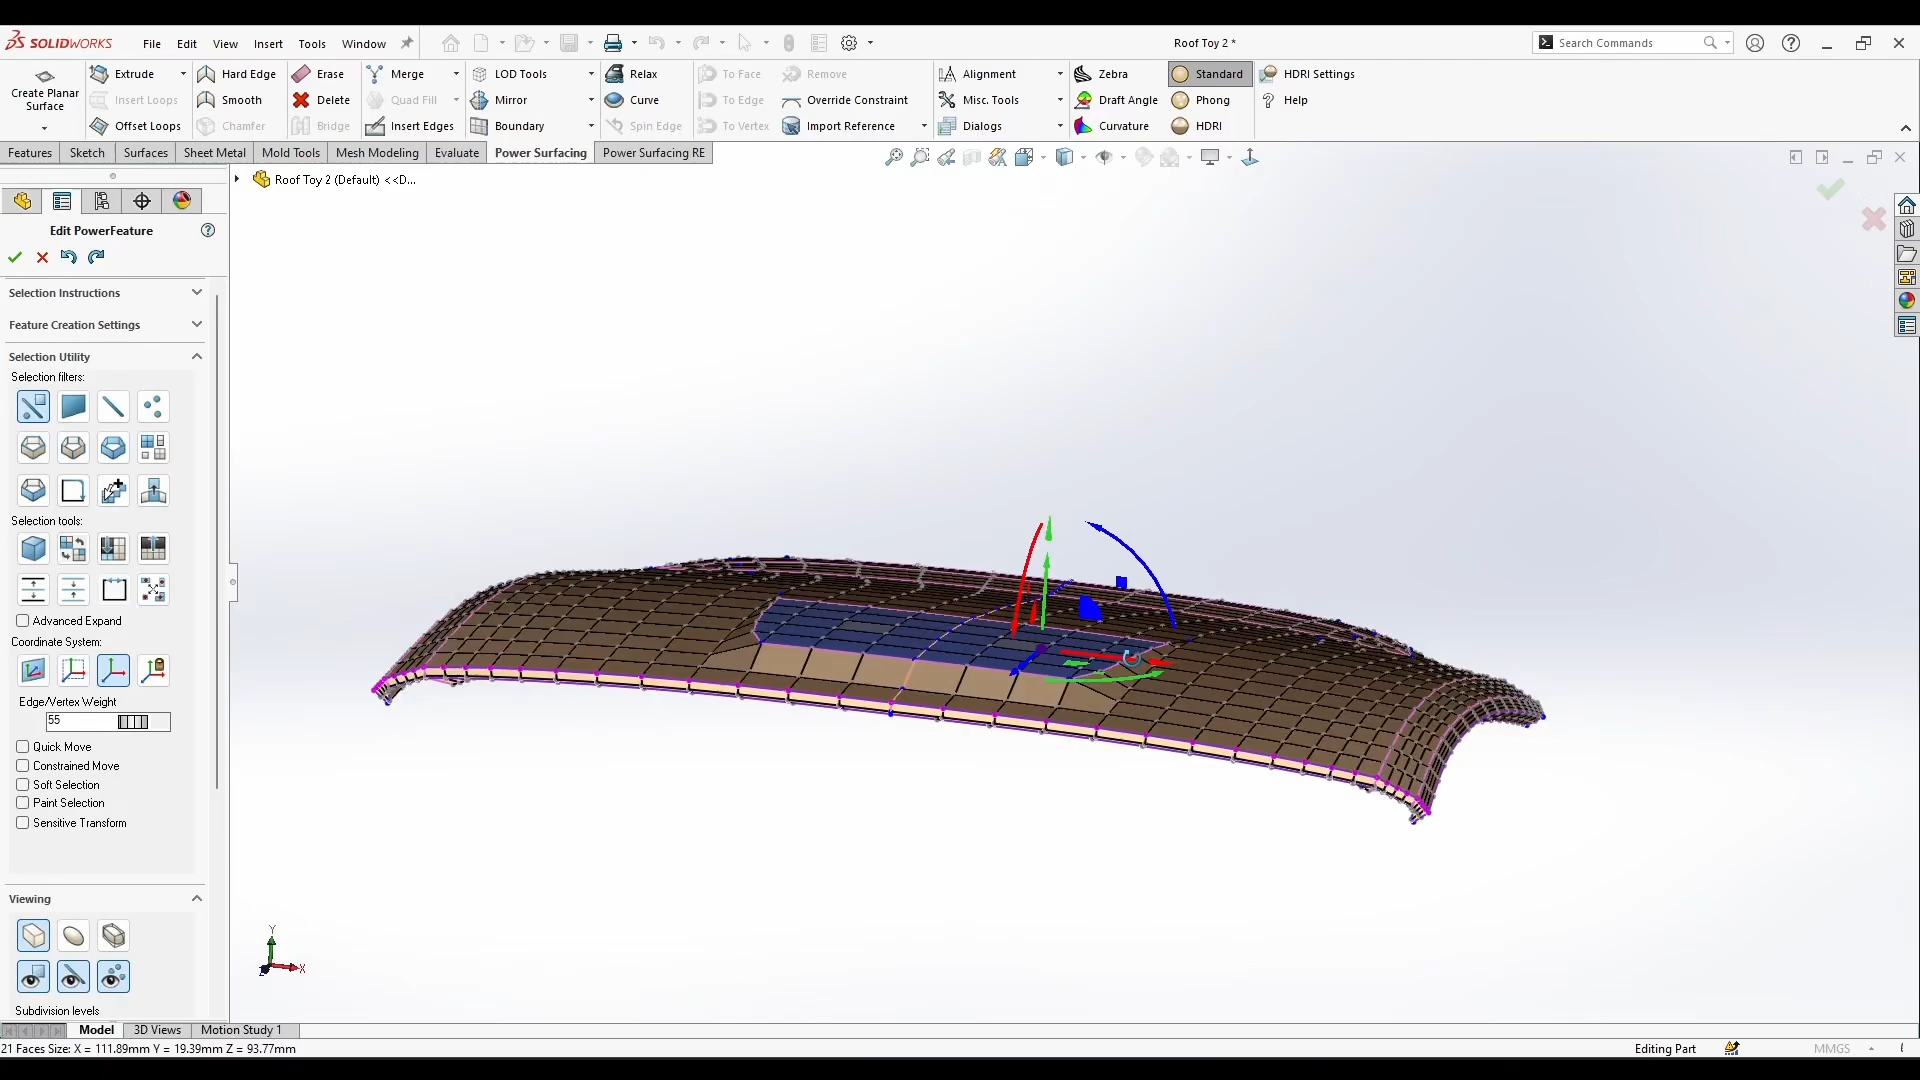 SOLIDWORKS File Edit View Insert Tools Window Roof Toy 2 * Search Commands
Extrude Hard Edge Erase Merge LOD Tools Relax To Face Remove Alignment Zebra Standard HDRI Settings
Create Planar Surface Insert Loops Smooth Delete Quad Fill Mirror Curve To Edge Override Constraint Misc. Tools Draft Angle Phong Help
Offset Loops Chamfer Bridge Insert Edges Boundary Spin Edge To Vertex Import Reference Dialogs Curvature HDRI
Features Sketch Surfaces Sheet Metal Mold Tools Mesh Modeling Evaluate Power Surfacing Power Surfacing RE
Roof Toy 2 (Default) <<D...
Edit PowerFeature
Selection Instructions
Feature Creation Settings
Selection Utility
Selection filters:
Selection tools:
Advanced Expand
Coordinate System:
Edge/Vertex Weight
55
Quick Move
Constrained Move
Soft Selection
Paint Selection
Sensitive Transform
Viewing
Y
X
Z
Subdivision levels
Model 3D Views Motion Study 1
21 Faces Size: X = 111.89mm Y = 19.39mm Z = 93.77mm Editing Part MMGS